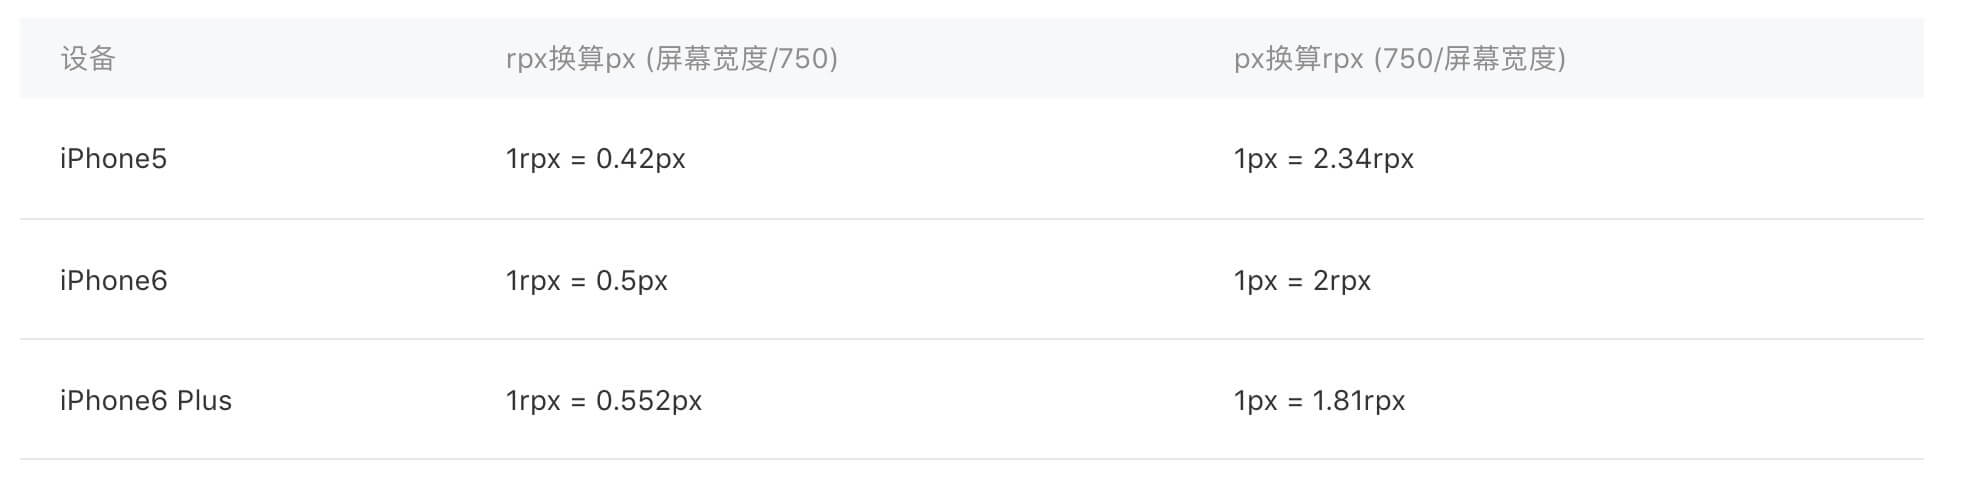 设备 rpx换算px (屏幕宽度/750) px换算rpx (750/屏幕宽度)
iPhone5 1rpx = 0.42px 1px = 2.34rpx
iPhone6 1rpx = 0.5px 1px = 2rpx
iPhone6 Plus 1rpx = 0.552px 1px = 1.81rpx